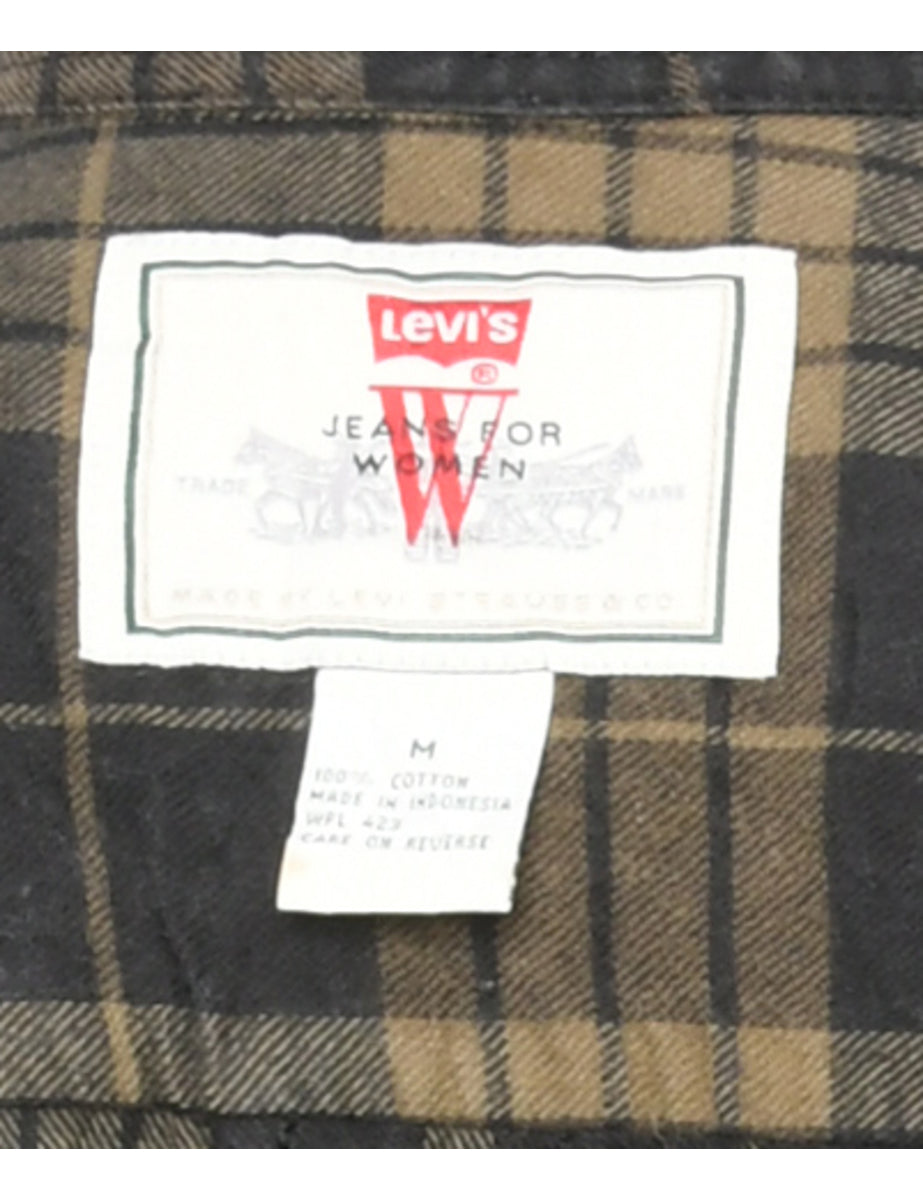 LEVI'S
®
W
JEANS FOR
WOMEN
TRADE MARK
MADE BY LEVI STRAUSS & CO
M
100% COTTON
MADE IN INDONESIA
WPL 423
CARE ON REVERSE